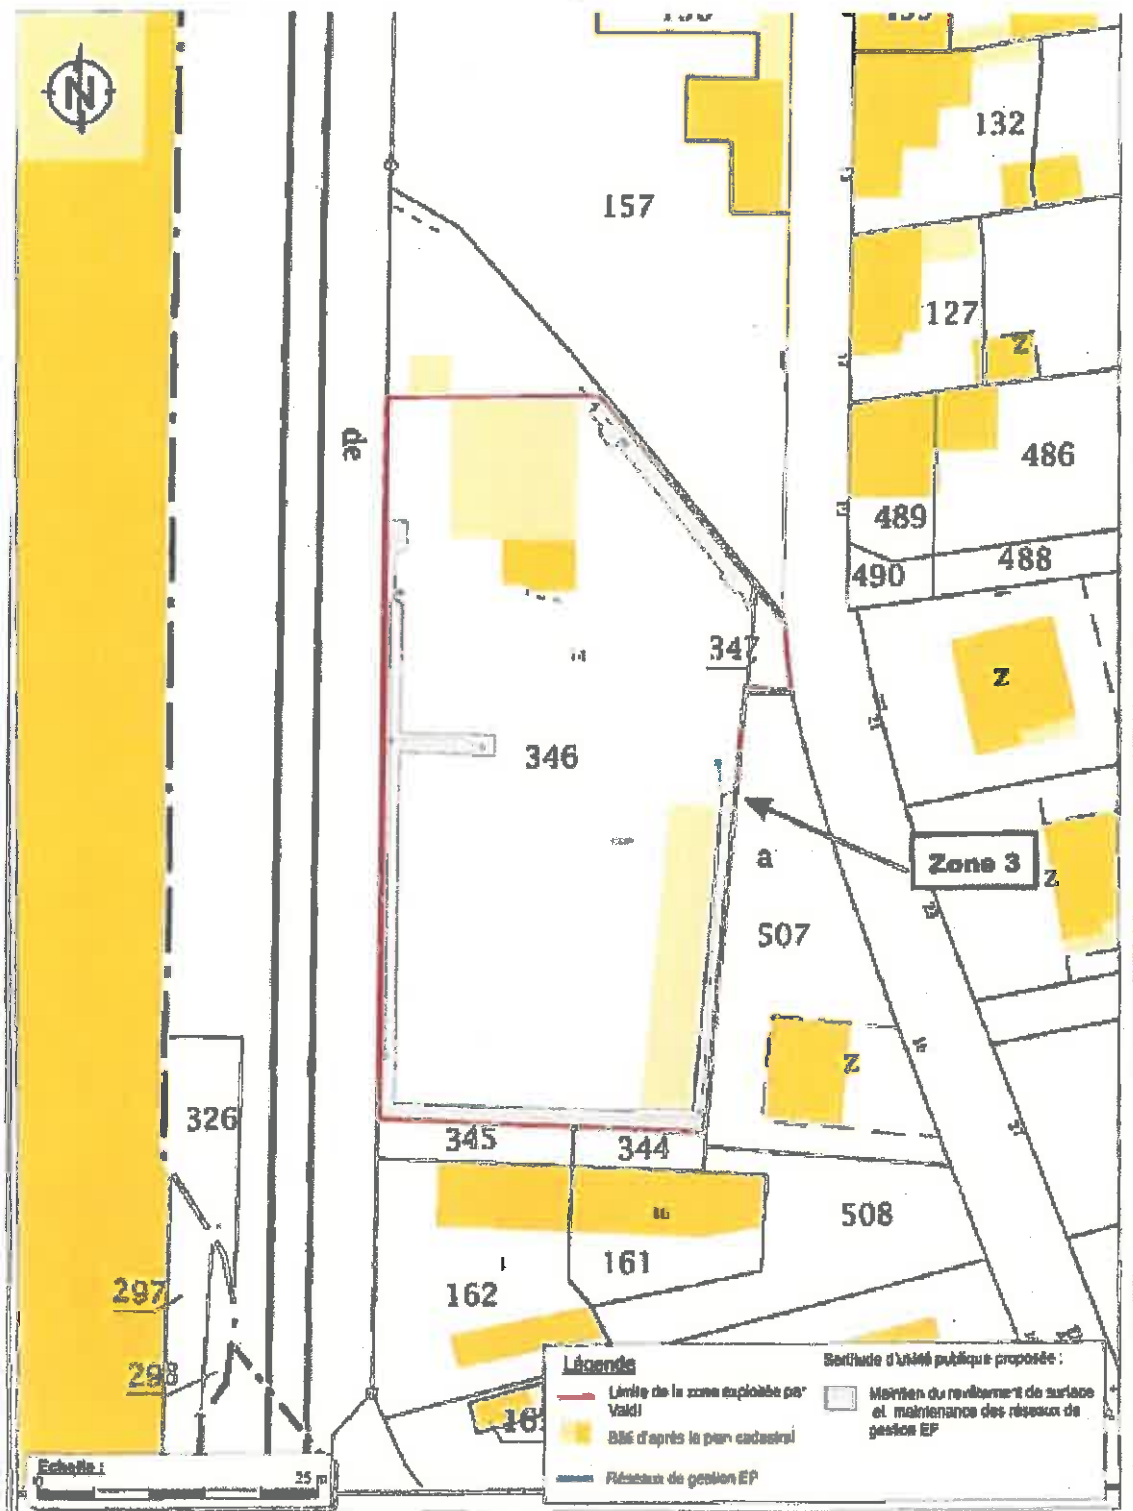 N
157
132
127
Z
de
486
489
488
490
347
Z
346
Zone 3
a
Z
507
Z
326
345
344
508
161
162
297
298
Légende
Servitude d'utilité publique proposée :
Limite de la zone exploitée par
Valdi
Maintien du revêtement de surface
et maintenance des réseaux de
gestion EP
Bâti d'après le plan cadastral
Réseaux de gestion EP
Echelle :
0
25 m